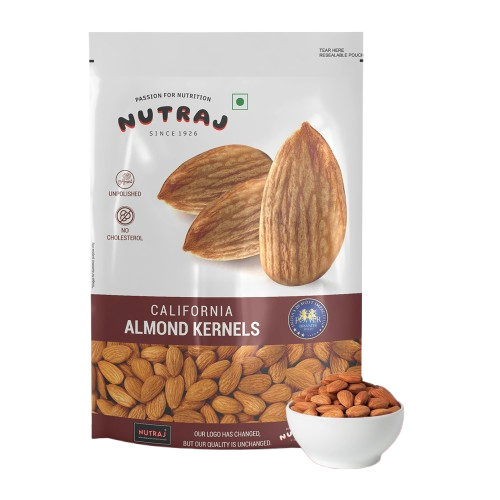 TEAR HERE
RESEALABLE POUCH
PASSION FOR NUTRITION
NUTRAJ
SINCE 1926
UNPOLISHED
NO
CHOLESTEROL
CALIFORNIA
ALMOND KERNELS
NUTRAJ
OUR LOGO HAS CHANGED,
BUT OUR QUALITY IS UNCHANGED.
NU